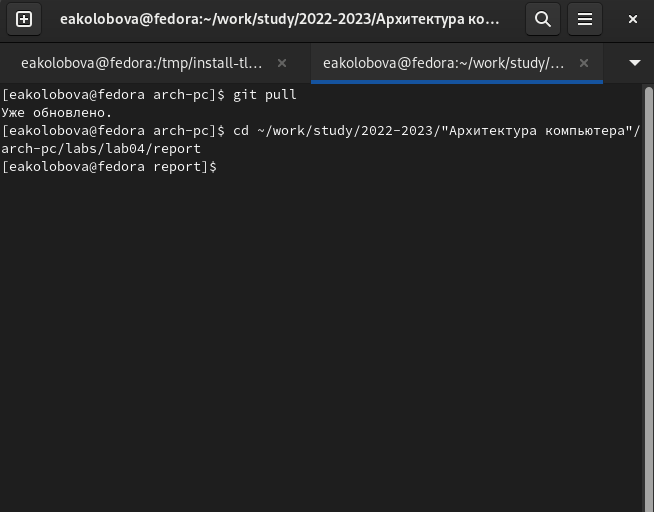 eakolobova@fedora:~/work/study/2022-2023/Архитектура ко...
eakolobova@fedora:/tmp/install-tl...
eakolobova@fedora:~/work/study/...
[eakolobova@fedora arch-pc]$ git pull
Уже обновлено.
[eakolobova@fedora arch-pc]$ cd ~/work/study/2022-2023/"Архитектура компьютера"/
arch-pc/labs/lab04/report
[eakolobova@fedora report]$